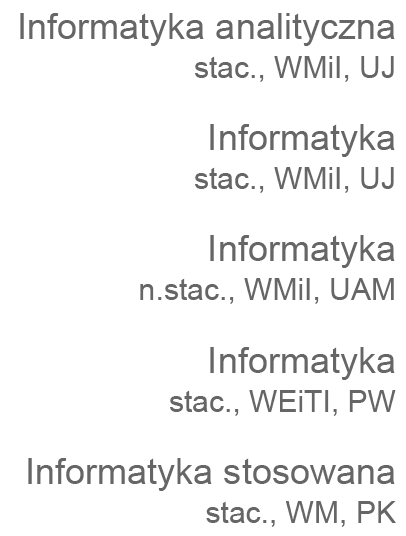 Informatyka analityczna
stac., WMiI, UJ
Informatyka
stac., WMiI, UJ
Informatyka
n.stac., WMiI, UAM
Informatyka
stac., WEiTI, PW
Informatyka stosowana
stac., WM, PK